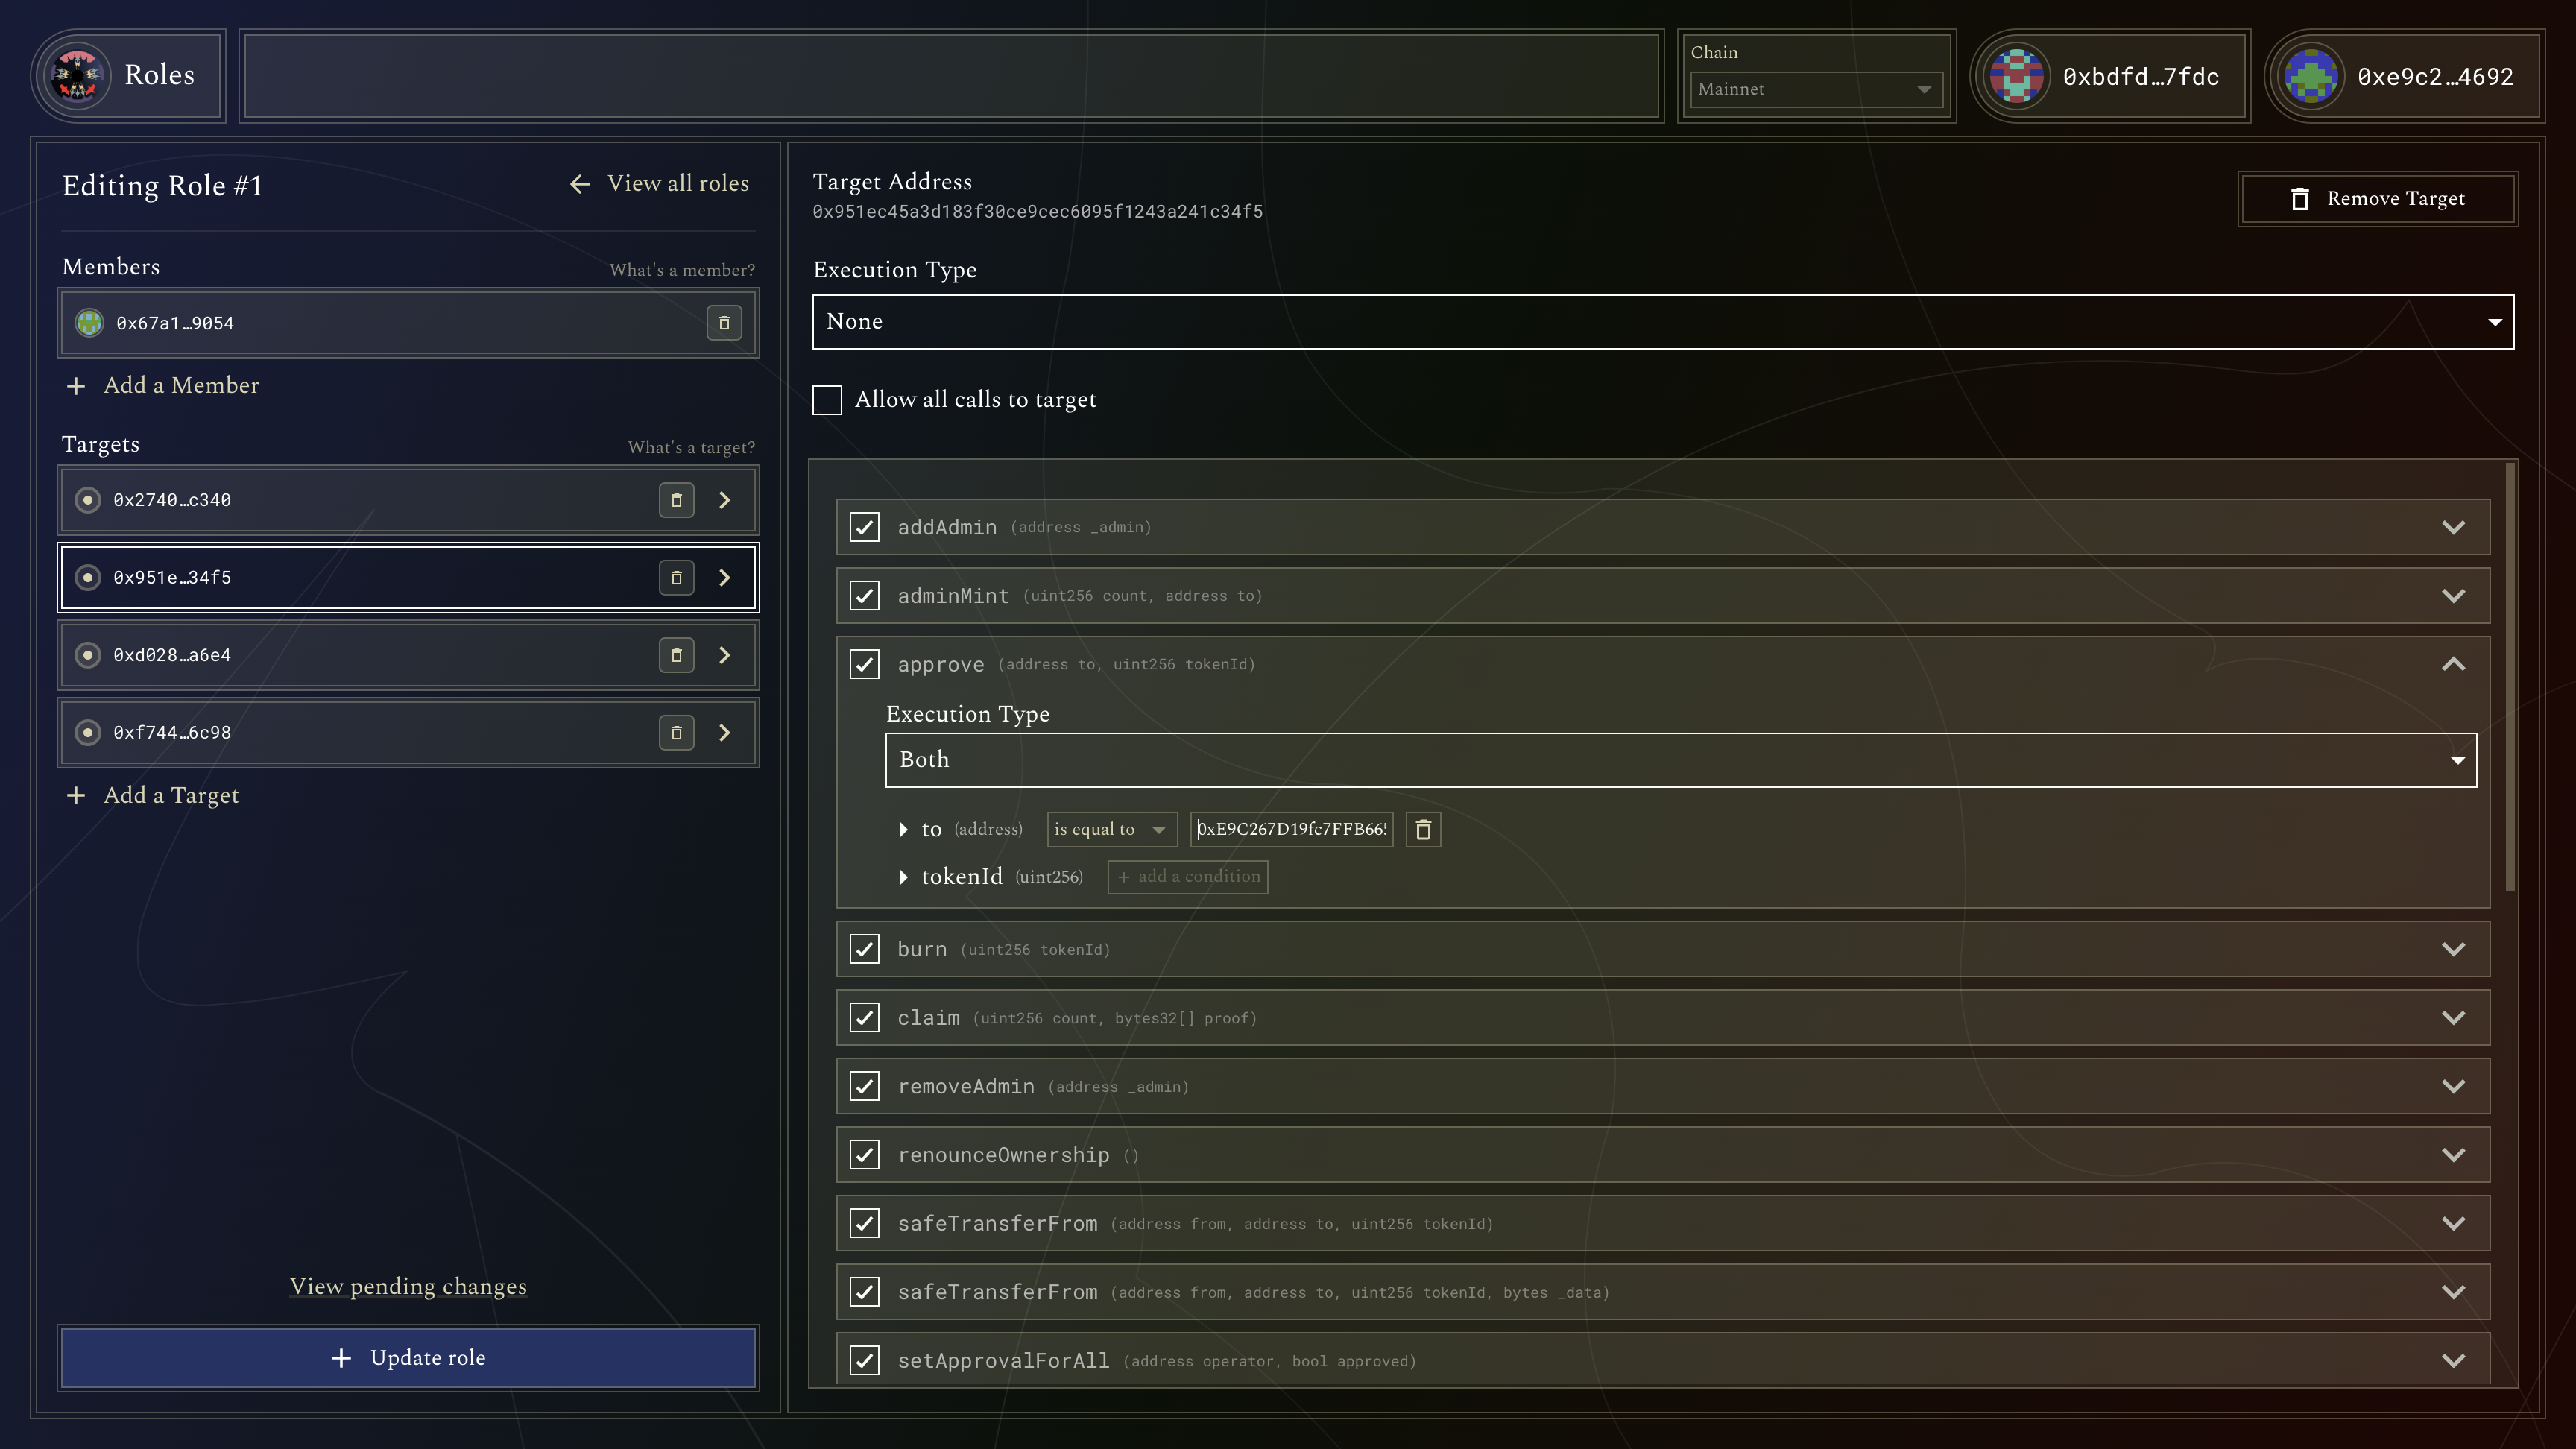 Roles
Chain
Mainnet
0xbdfd…7fdc
0xe9c2…4692
Editing Role #1
View all roles
Members
What's a member?
0x67a1…9054
Add a Member
Targets
What's a target?
0x2740…c340
0x951e…34f5
0xd028…a6e4
0xf744…6c98
Add a Target
View pending changes
Update role
Target Address
0x951ec45a3d183f30ce9cec6095f1243a241c34f5
Remove Target
Execution Type
None
Allow all calls to target
addAdmin (address _admin)
adminMint (uint256 count, address to)
approve (address to, uint256 tokenId)
Execution Type
Both
to (address) is equal to 0xE9C267D19fc7FFB66
tokenId (uint256) + add a condition
burn (uint256 tokenId)
claim (uint256 count, bytes32[] proof)
removeAdmin (address _admin)
renounceOwnership ()
safeTransferFrom (address from, address to, uint256 tokenId)
safeTransferFrom (address from, address to, uint256 tokenId, bytes _data)
setApprovalForAll (address operator, bool approved)